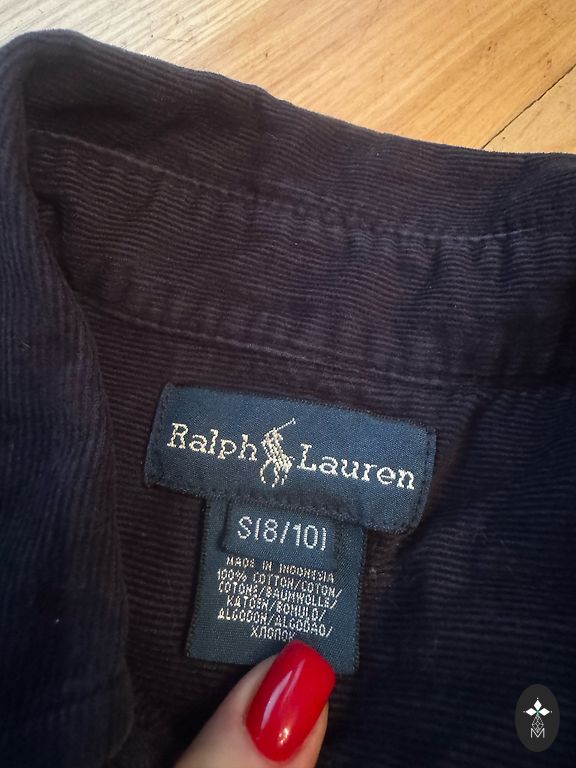 Ralph Lauren
S(8/10)
MADE IN INDONESIA
100% COTTON/COTON/
COTONE/BAUMWOLLE/
KATOEN/BOMULD/
ALGODON/ALGODAO/
ХЛОПОК
M